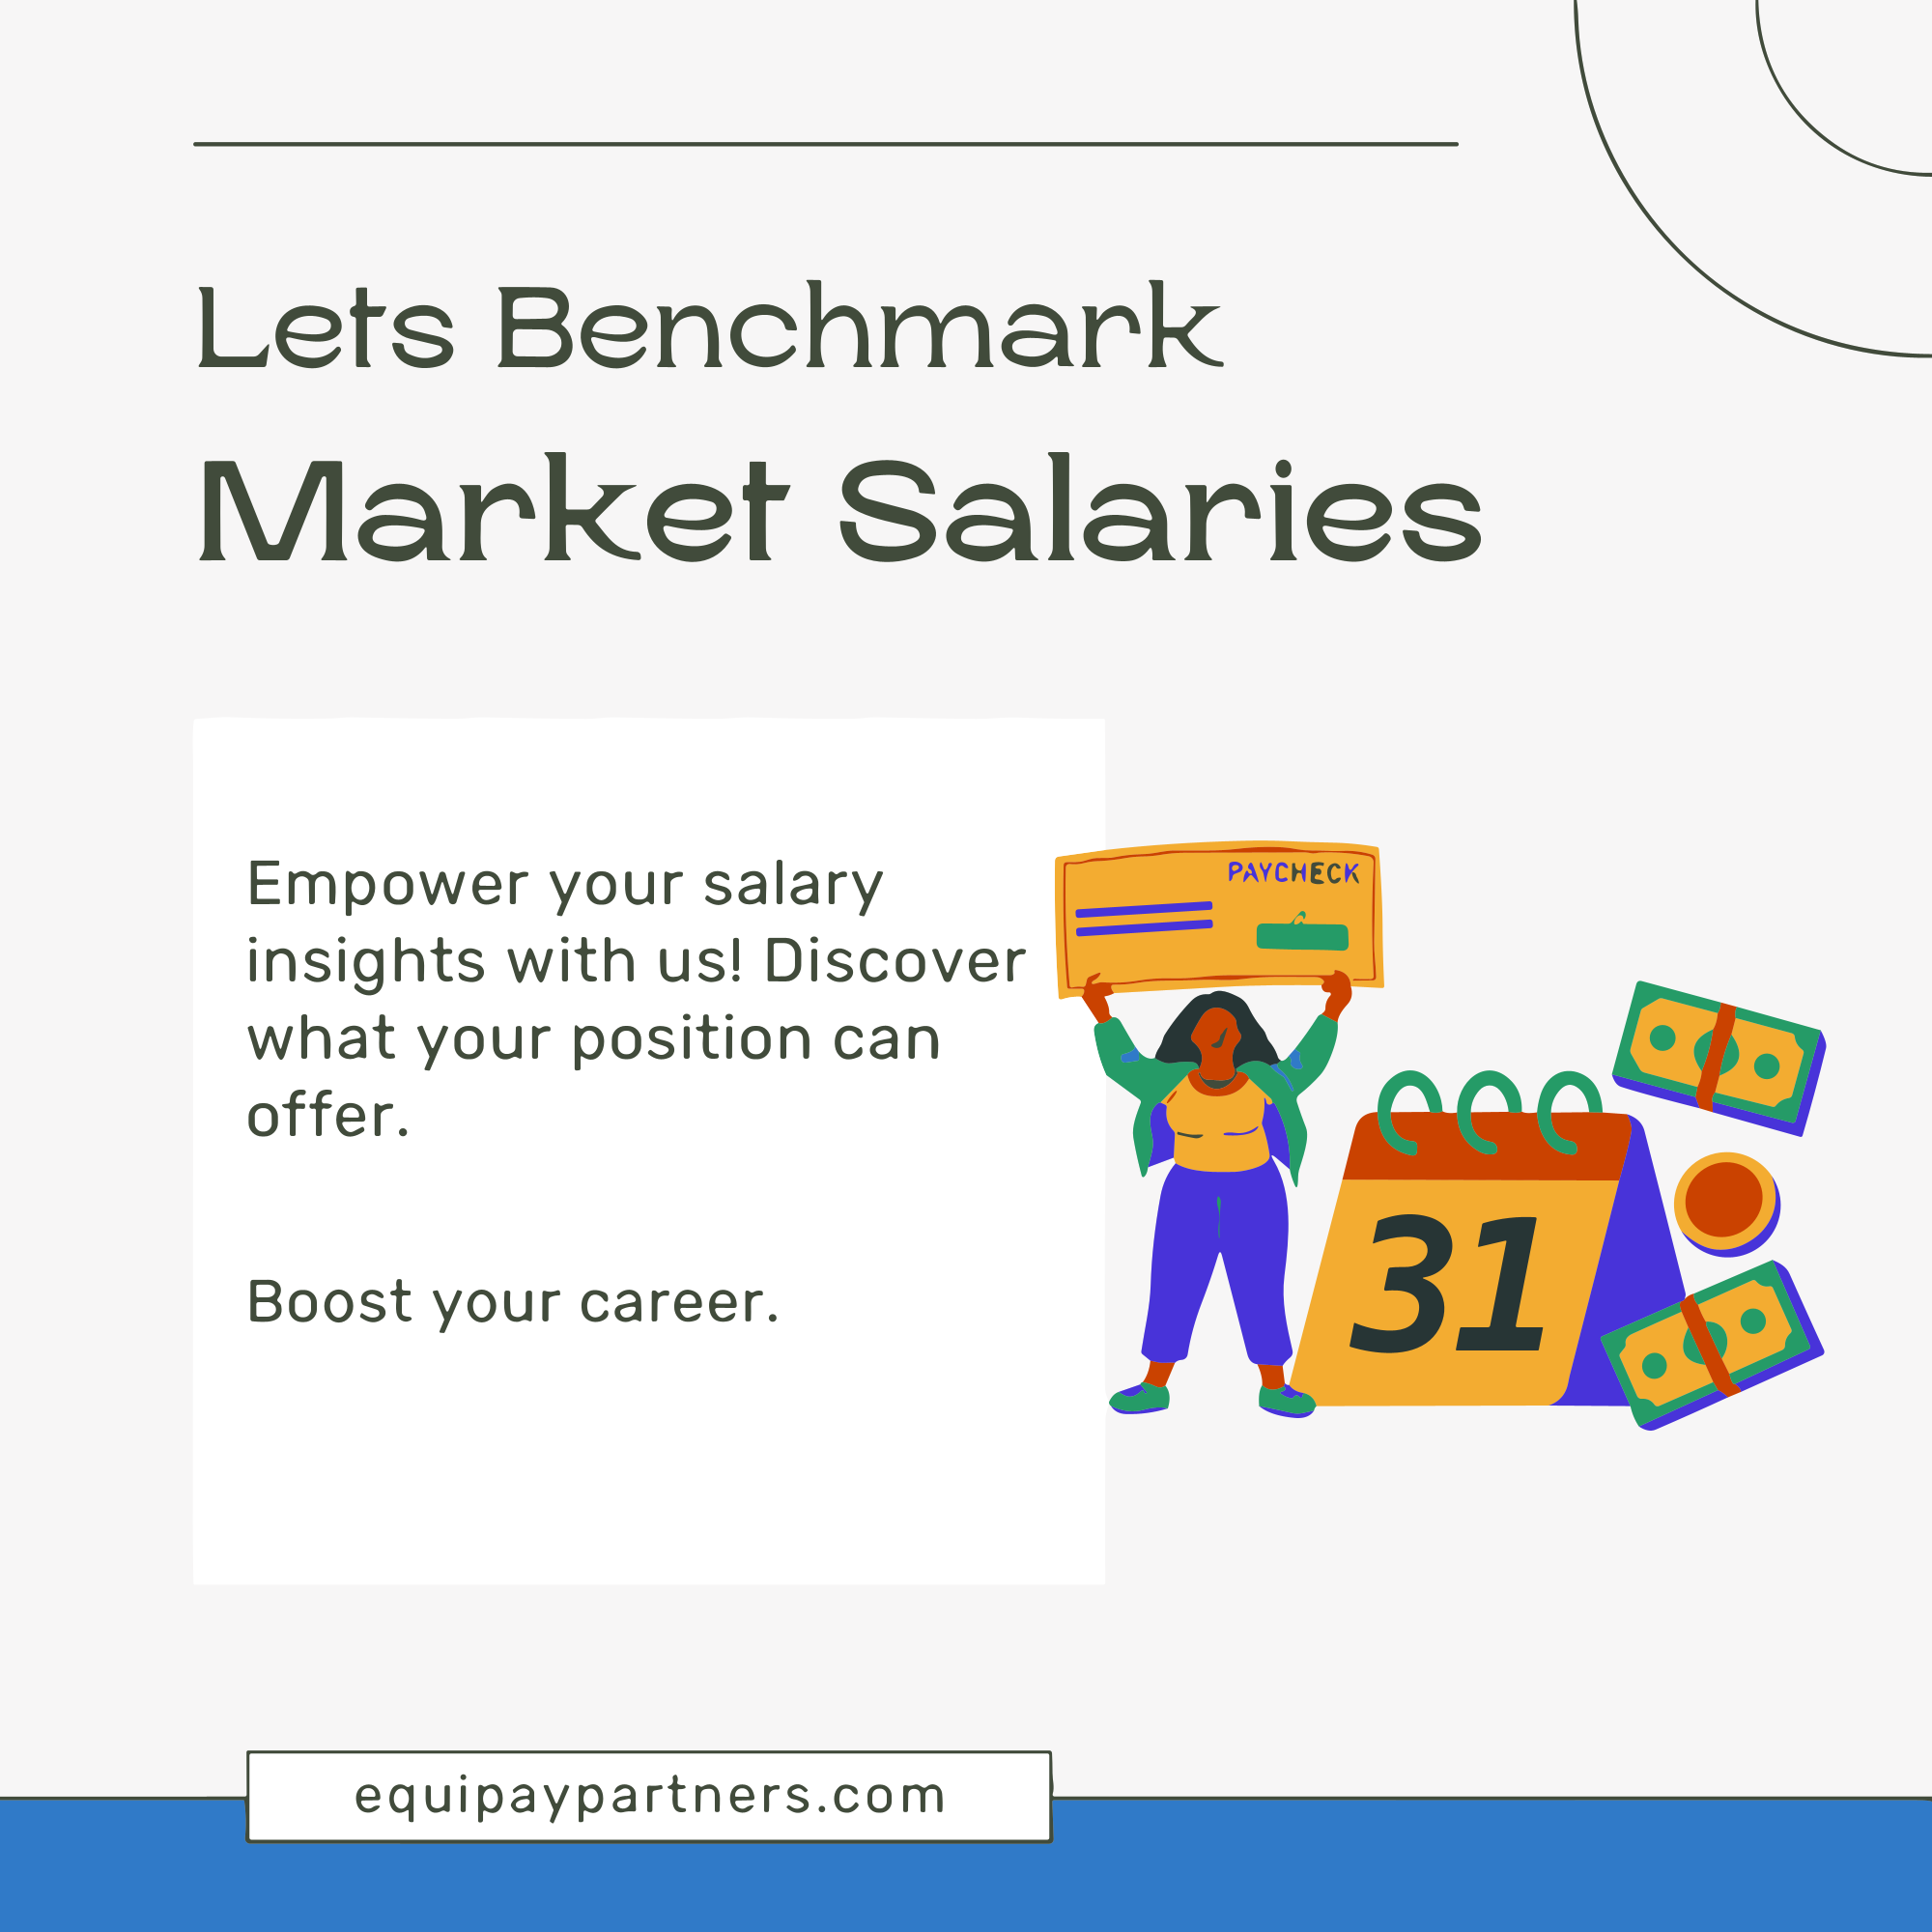 Lets Benchmark
Market Salaries
Empower your salary
insights with us! Discover
what your position can
offer.
Boost your career.
PAYCHECK
31
equipaypartners.com